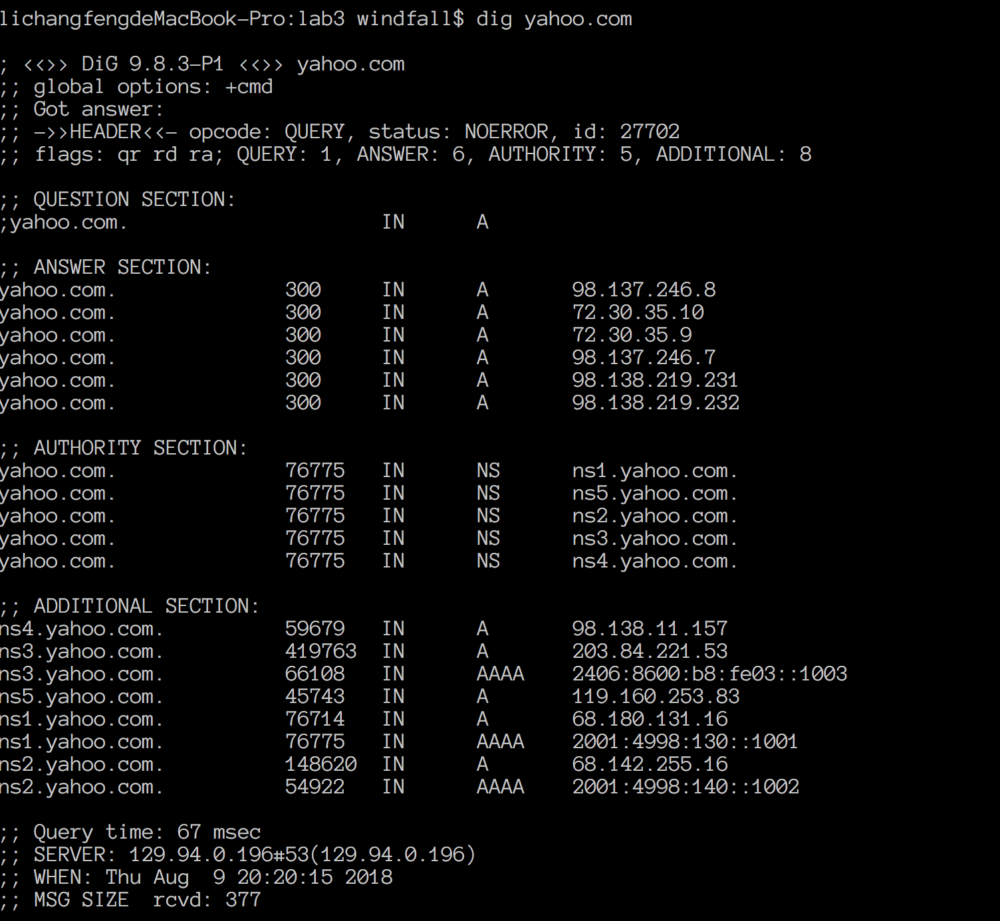 lichangfengdeMacBook-Pro:lab3 windfall$ dig yahoo.com
; <<>> DiG 9.8.3-P1 <<>> yahoo.com
;; global options: +cmd
;; Got answer:
;; ->>HEADER<<- opcode: QUERY, status: NOERROR, id: 27702
;; flags: qr rd ra; QUERY: 1, ANSWER: 6, AUTHORITY: 5, ADDITIONAL: 8
;; QUESTION SECTION:
;yahoo.com. IN A
;; ANSWER SECTION:
yahoo.com. 300 IN A 98.137.246.8
yahoo.com. 300 IN A 72.30.35.10
yahoo.com. 300 IN A 72.30.35.9
yahoo.com. 300 IN A 98.137.246.7
yahoo.com. 300 IN A 98.138.219.231
yahoo.com. 300 IN A 98.138.219.232
;; AUTHORITY SECTION:
yahoo.com. 76775 IN NS ns1.yahoo.com.
yahoo.com. 76775 IN NS ns5.yahoo.com.
yahoo.com. 76775 IN NS ns2.yahoo.com.
yahoo.com. 76775 IN NS ns3.yahoo.com.
yahoo.com. 76775 IN NS ns4.yahoo.com.
;; ADDITIONAL SECTION:
ns4.yahoo.com. 59679 IN A 98.138.11.157
ns3.yahoo.com. 419763 IN A 203.84.221.53
ns3.yahoo.com. 66108 IN AAAA 2406:8600:b8:fe03::1003
ns5.yahoo.com. 45743 IN A 119.160.253.83
ns1.yahoo.com. 76714 IN A 68.180.131.16
ns1.yahoo.com. 76775 IN AAAA 2001:4998:130::1001
ns2.yahoo.com. 148620 IN A 68.142.255.16
ns2.yahoo.com. 54922 IN AAAA 2001:4998:140::1002
;; Query time: 67 msec
;; SERVER: 129.94.0.196#53(129.94.0.196)
;; WHEN: Thu Aug  9 20:20:15 2018
;; MSG SIZE  rcvd: 377